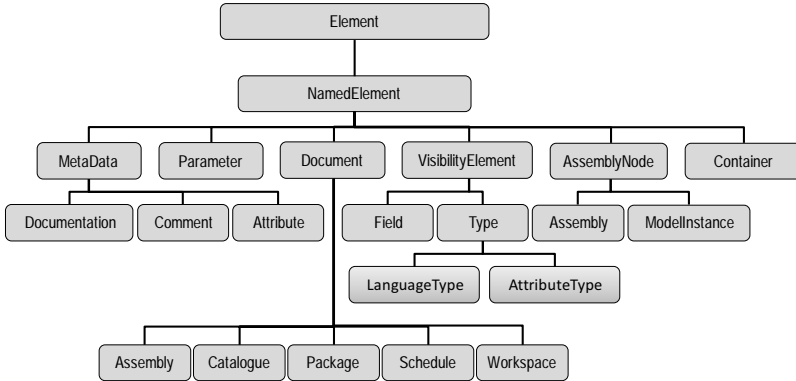 Element
NamedElement
MetaData
Parameter
Document
VisibilityElement
AssemblyNode
Container
Documentation
Comment
Attribute
Field
Type
Assembly
ModelInstance
LanguageType
AttributeType
Assembly
Catalogue
Package
Schedule
Workspace